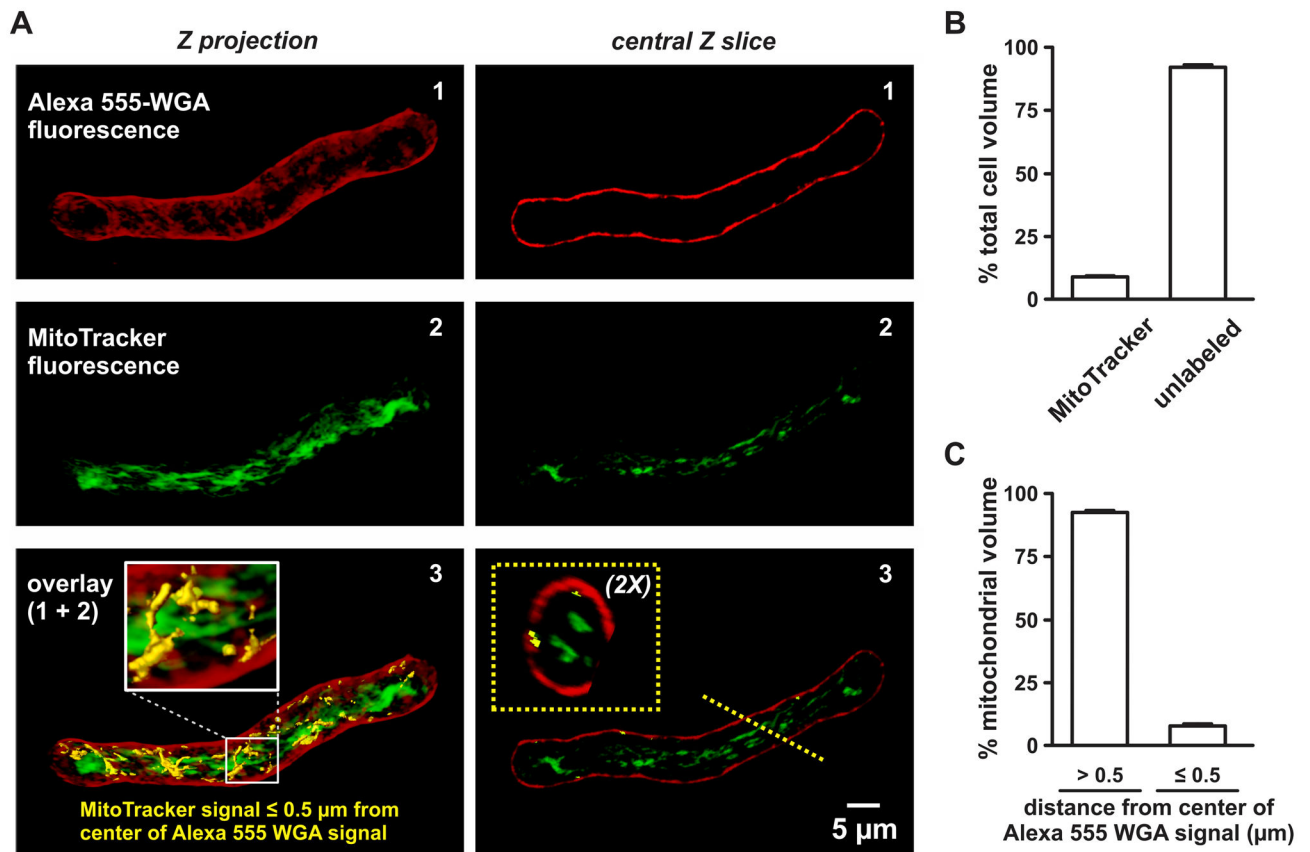 A
Z projection
central Z slice
Alexa 555-WGA
fluorescence
1
1
MitoTracker
fluorescence
2
2
overlay
(1 + 2)
3
(2X)
3
MitoTracker signal ≤ 0.5 µm from
center of Alexa 555 WGA signal
5 µm
B
% total cell volume
100
75
50
25
0
MitoTracker
unlabeled
C
% mitochondrial volume
100
75
50
25
0
> 0.5
≤ 0.5
distance from center of
Alexa 555 WGA signal (µm)